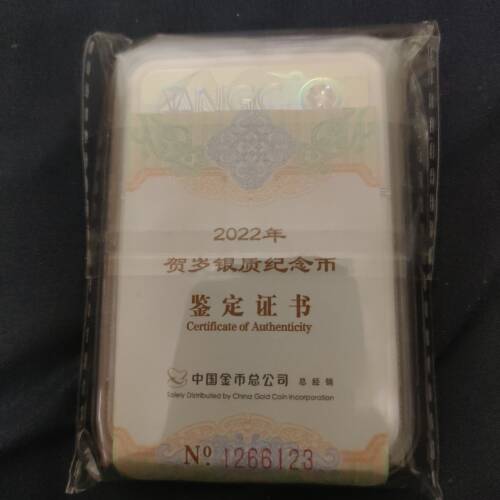 NGC
2022年
贺岁银质纪念币
鉴定证书
Certificate of Authenticity
中国金币总公司 总经销
Solely Distributed by China Gold Coin Incorporation
No. 1266123